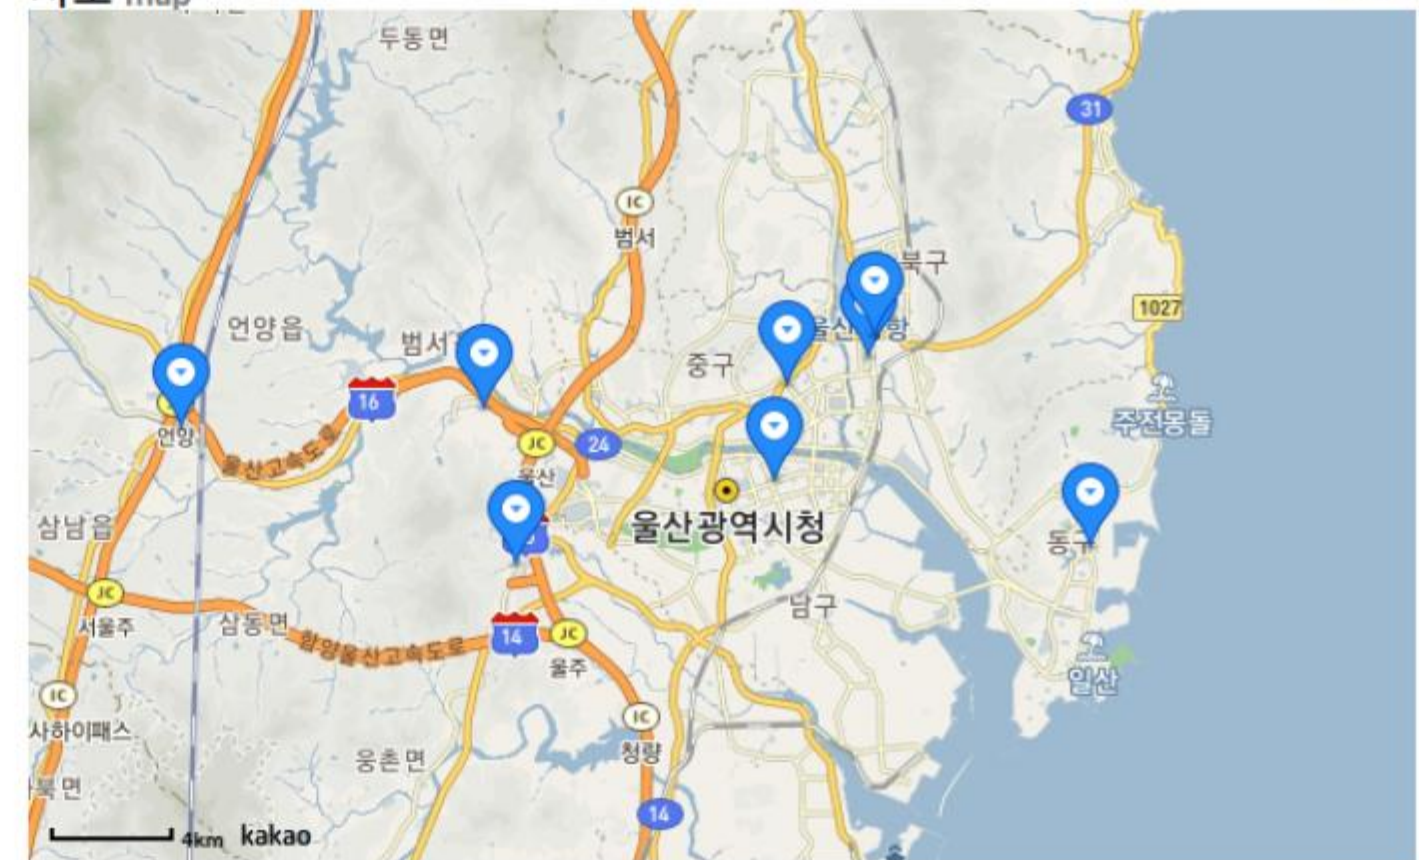 map
두동면
31
IC
범서
북구
1027
언양읍
범서
중구
16
주전몽돌
언양
울산고속도로
JC
24
울산
삼남읍
울산광역시청
동구
JC
서울주
삼동면
함양울산고속도로
14
JC
울주
남구
일산
IC
사하이패스
IC
청량
웅촌면
북면
14
4km kakao